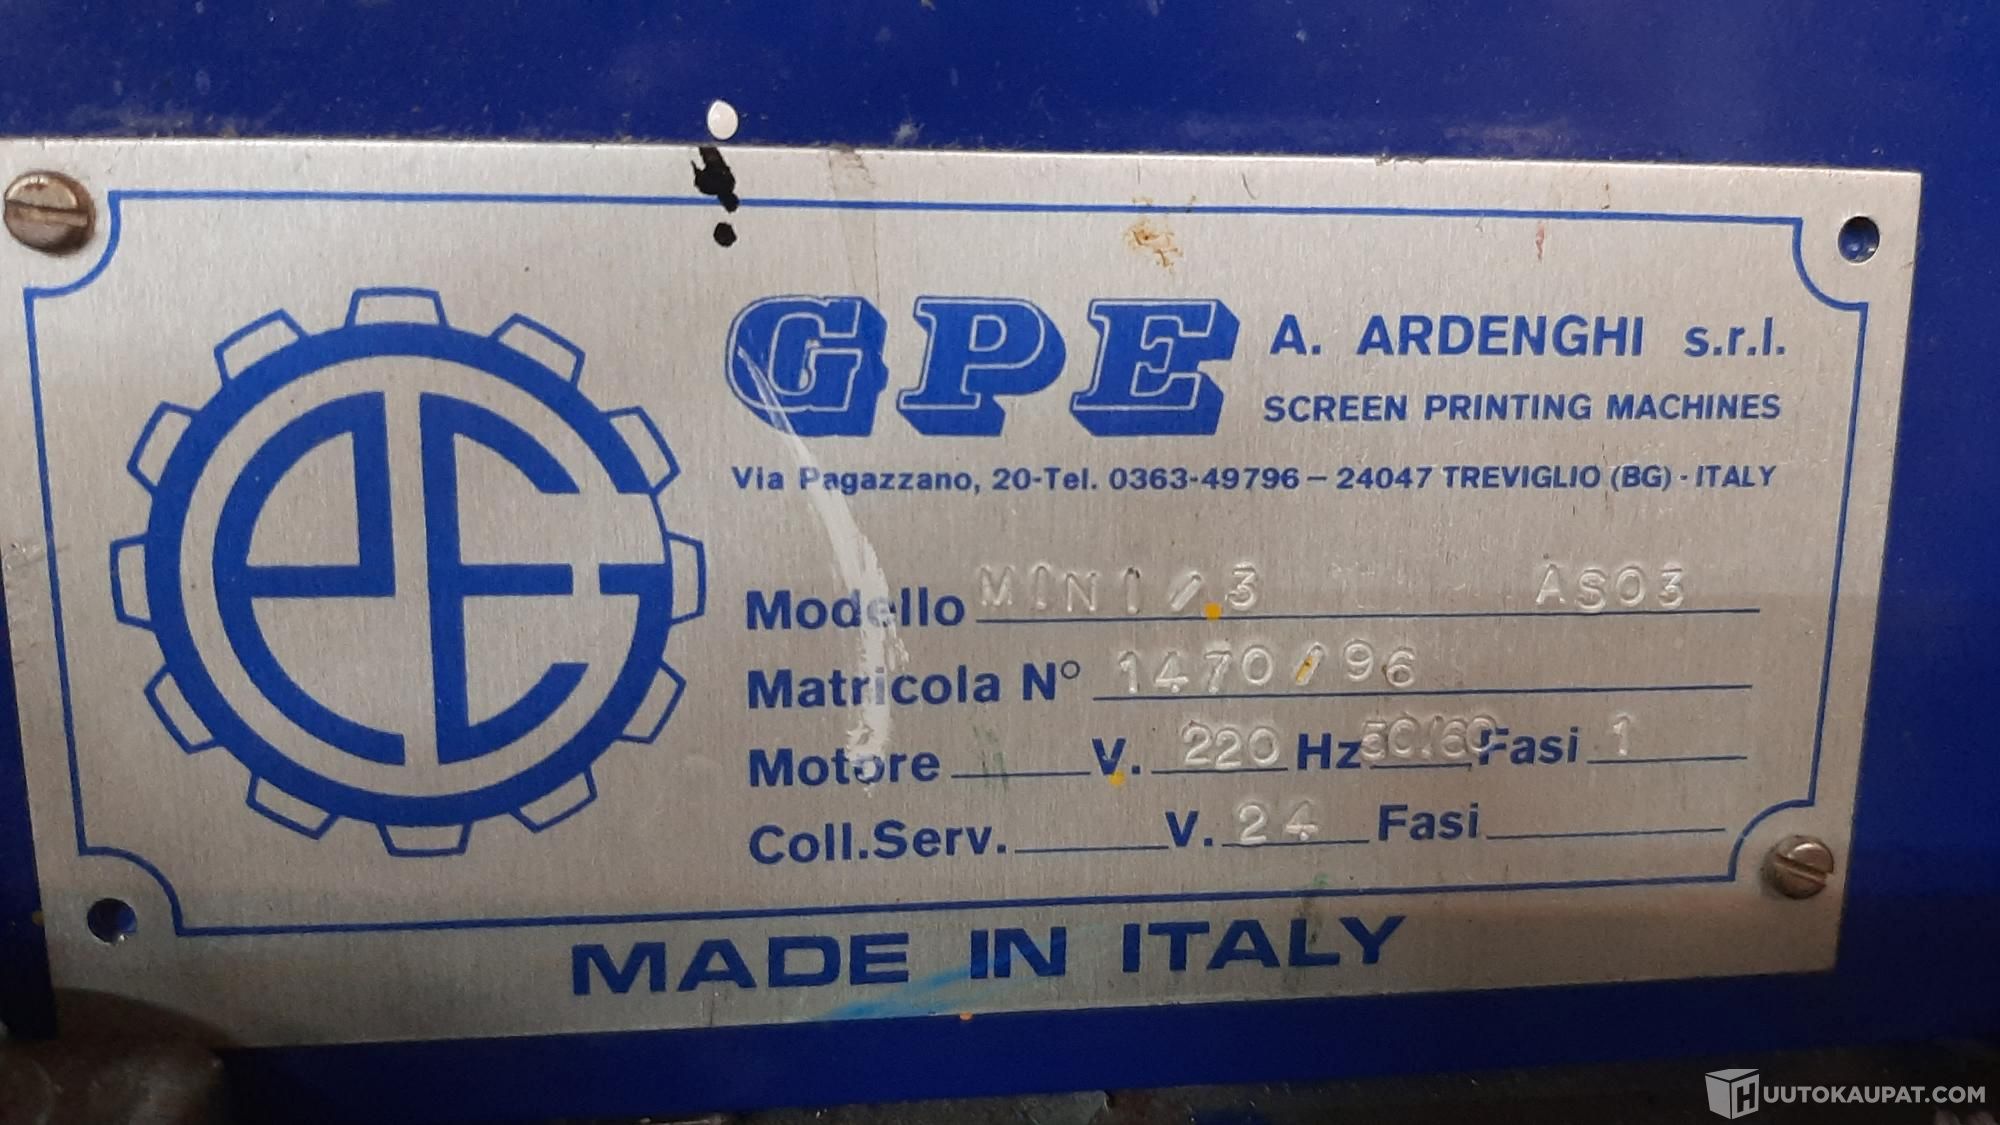 GPE A. ARDENGHI s.r.l.
SCREEN PRINTING MACHINES
Via Pagazzano, 20-Tel. 0363-49796 – 24047 TREVIGLIO (BG) - ITALY
Modello MINI / 3 AS03
Matricola N° 1470/96
Motore V. 220 Hz 50/60 Fasi 1
Coll.Serv. V. 24 Fasi
MADE IN ITALY
HUUTOKAUPAT.COM